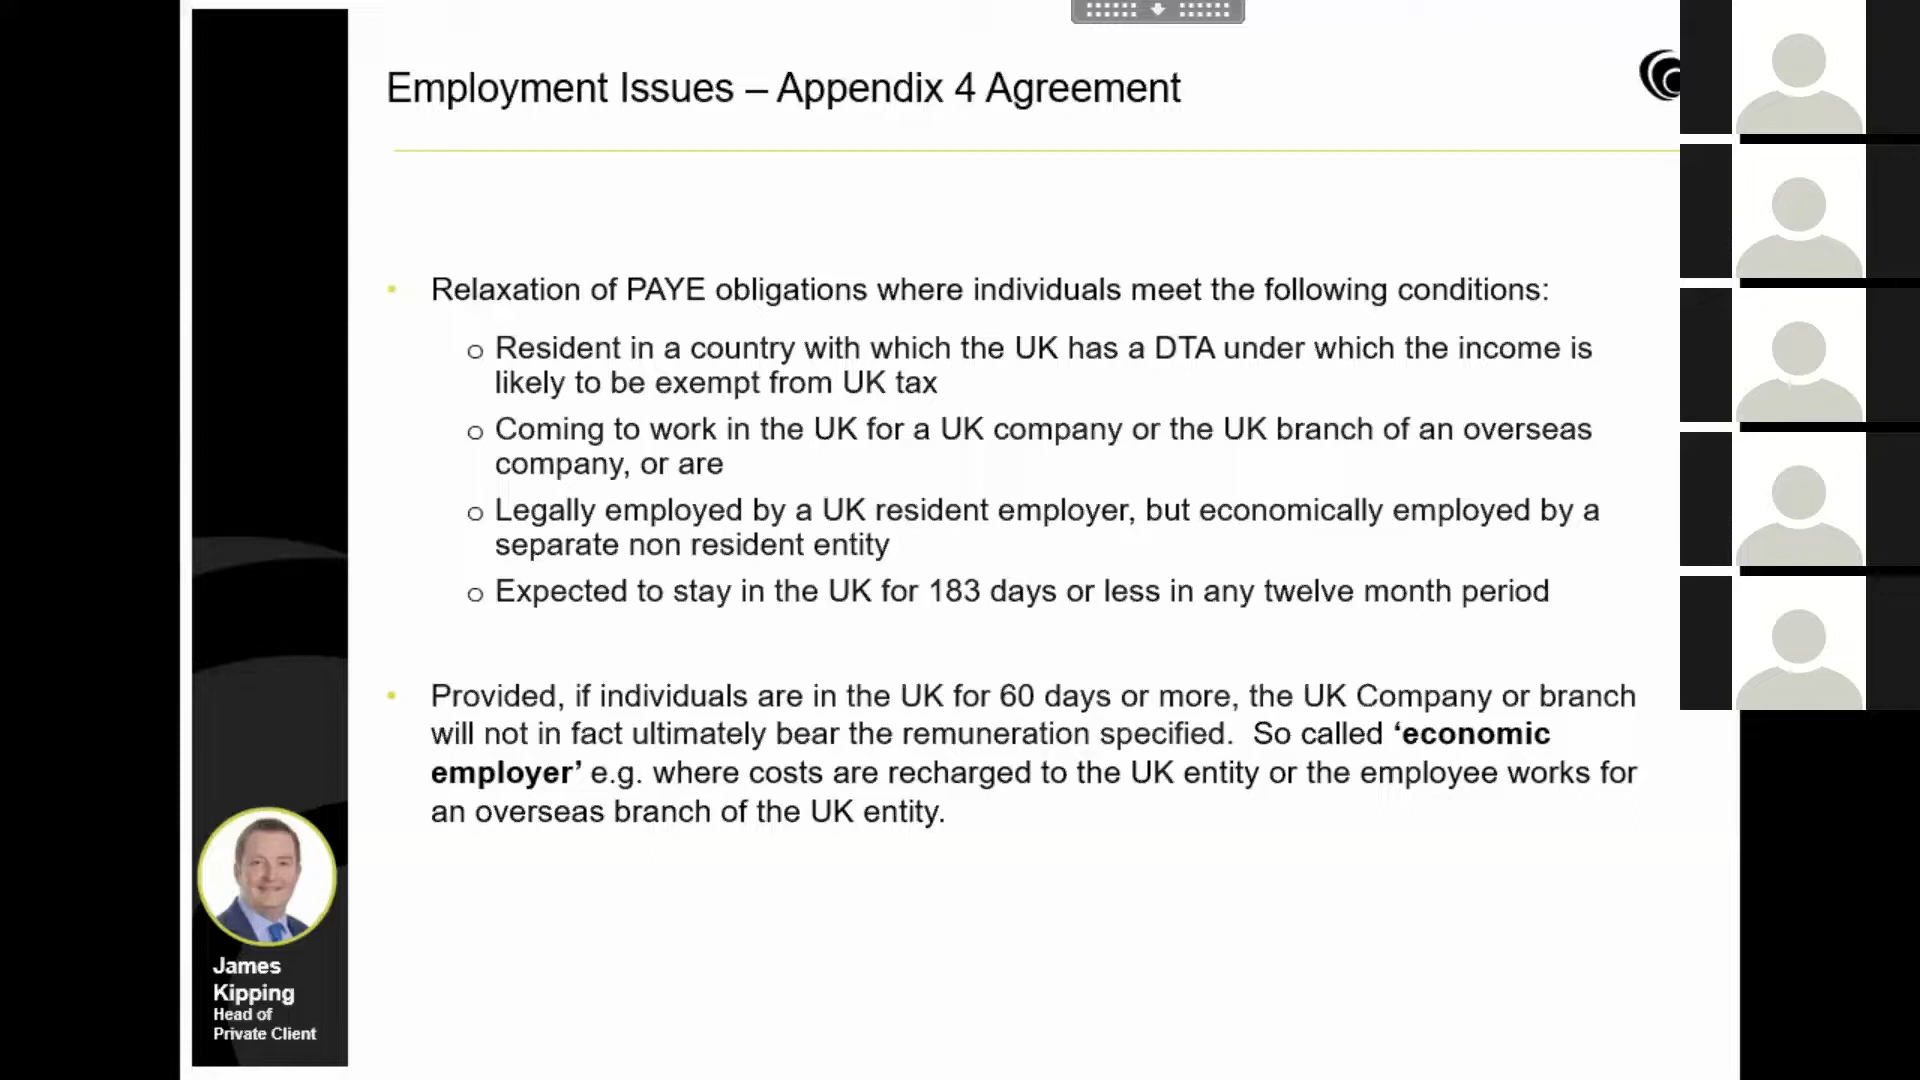 Employment Issues – Appendix 4 Agreement
• Relaxation of PAYE obligations where individuals meet the following conditions:
o Resident in a country with which the UK has a DTA under which the income is
likely to be exempt from UK tax
o Coming to work in the UK for a UK company or the UK branch of an overseas
company, or are
o Legally employed by a UK resident employer, but economically employed by a
separate non resident entity
o Expected to stay in the UK for 183 days or less in any twelve month period
• Provided, if individuals are in the UK for 60 days or more, the UK Company or branch
will not in fact ultimately bear the remuneration specified.  So called ‘economic
employer’ e.g. where costs are recharged to the UK entity or the employee works for
an overseas branch of the UK entity.
James
Kipping
Head of
Private Client